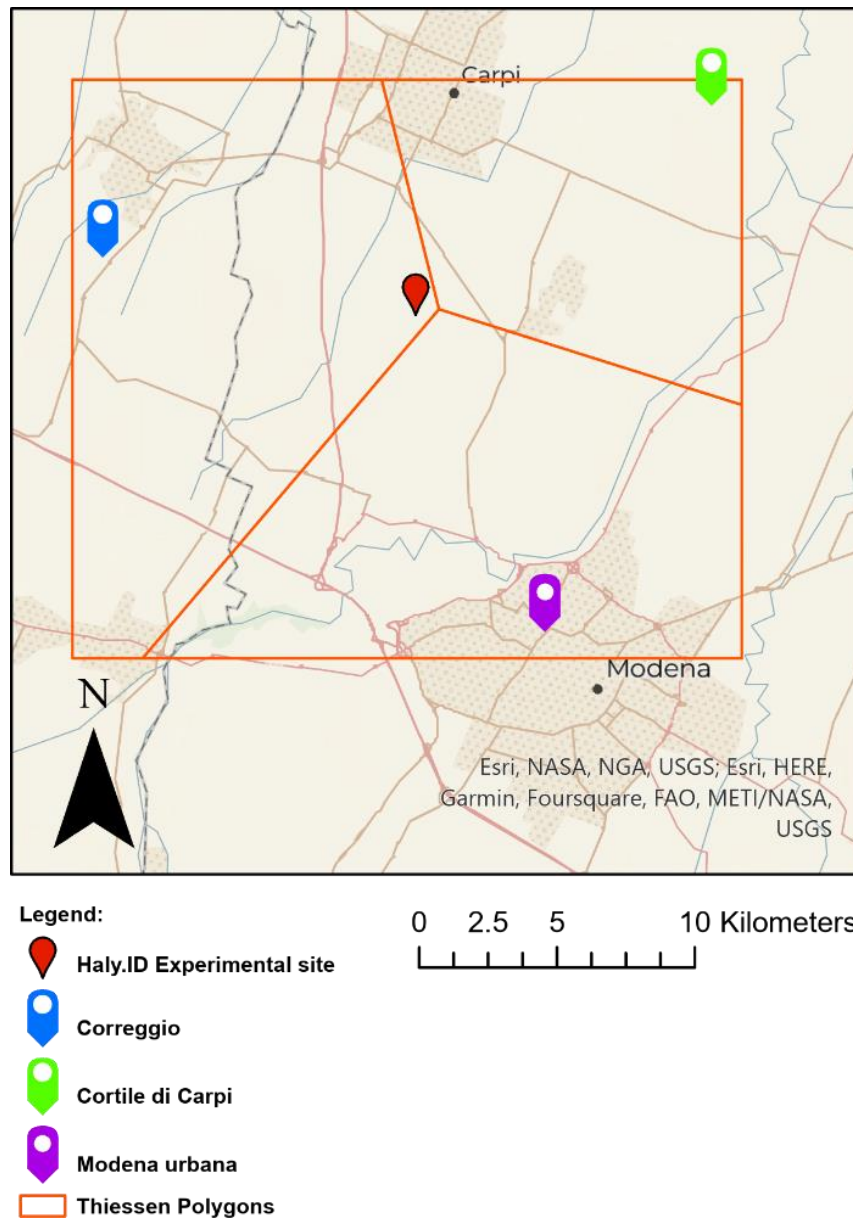 Carpi
Modena
N
Esri, NASA, NGA, USGS; Esri, HERE,
Garmin, Foursquare, FAO, METI/NASA,
USGS
Legend:
0 2.5 5 10 Kilometers
Haly.ID Experimental site
Correggio
Cortile di Carpi
Modena urbana
Thiessen Polygons